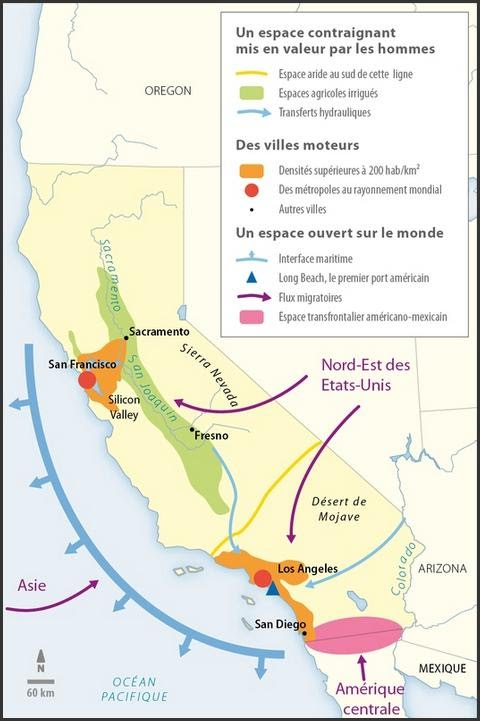 Un espace contraignant
mis en valeur par les hommes
Espace aride au sud de cette ligne
Espaces agricoles irrigués
Transferts hydrauliques
Des villes moteurs
Densités supérieures à 200 hab/km²
Des métropoles au rayonnement mondial
Autres villes
Un espace ouvert sur le monde
Interface maritime
Long Beach, le premier port américain
Flux migratoires
Espace transfrontalier américano-mexicain
OREGON
Sacramento
Sacramento
San Francisco
Sierra Nevada
San Joaquin
Silicon
Valley
Fresno
Nord-Est des
Etats-Unis
Désert de
Mojave
Los Angeles
Colorado
ARIZONA
Asie
San Diego
N
60 km
OCÉAN
PACIFIQUE
MEXIQUE
Amérique
centrale